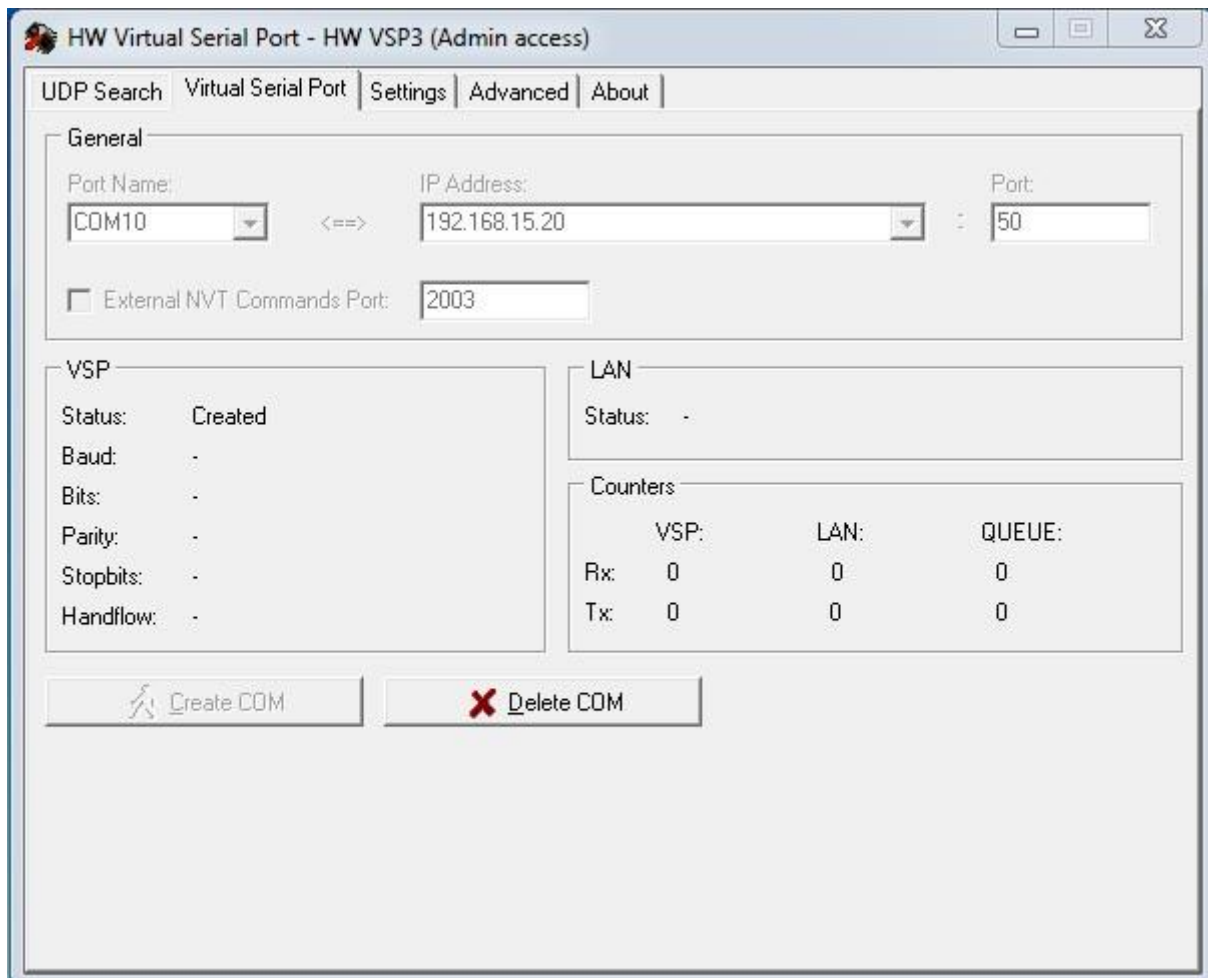 HW Virtual Serial Port - HW VSP3 (Admin access)
UDP Search Virtual Serial Port Settings Advanced About
General
Port Name: IP Address: Port:
COM10 <==> 192.168.15.20 : 50
External NVT Commands Port: 2003
VSP
Status: Created
Baud: -
Bits: -
Parity: -
Stopbits: -
Handflow: -
LAN
Status: -
Counters
VSP: LAN: QUEUE:
Rx: 0 0 0
Tx: 0 0 0
Create COM Delete COM